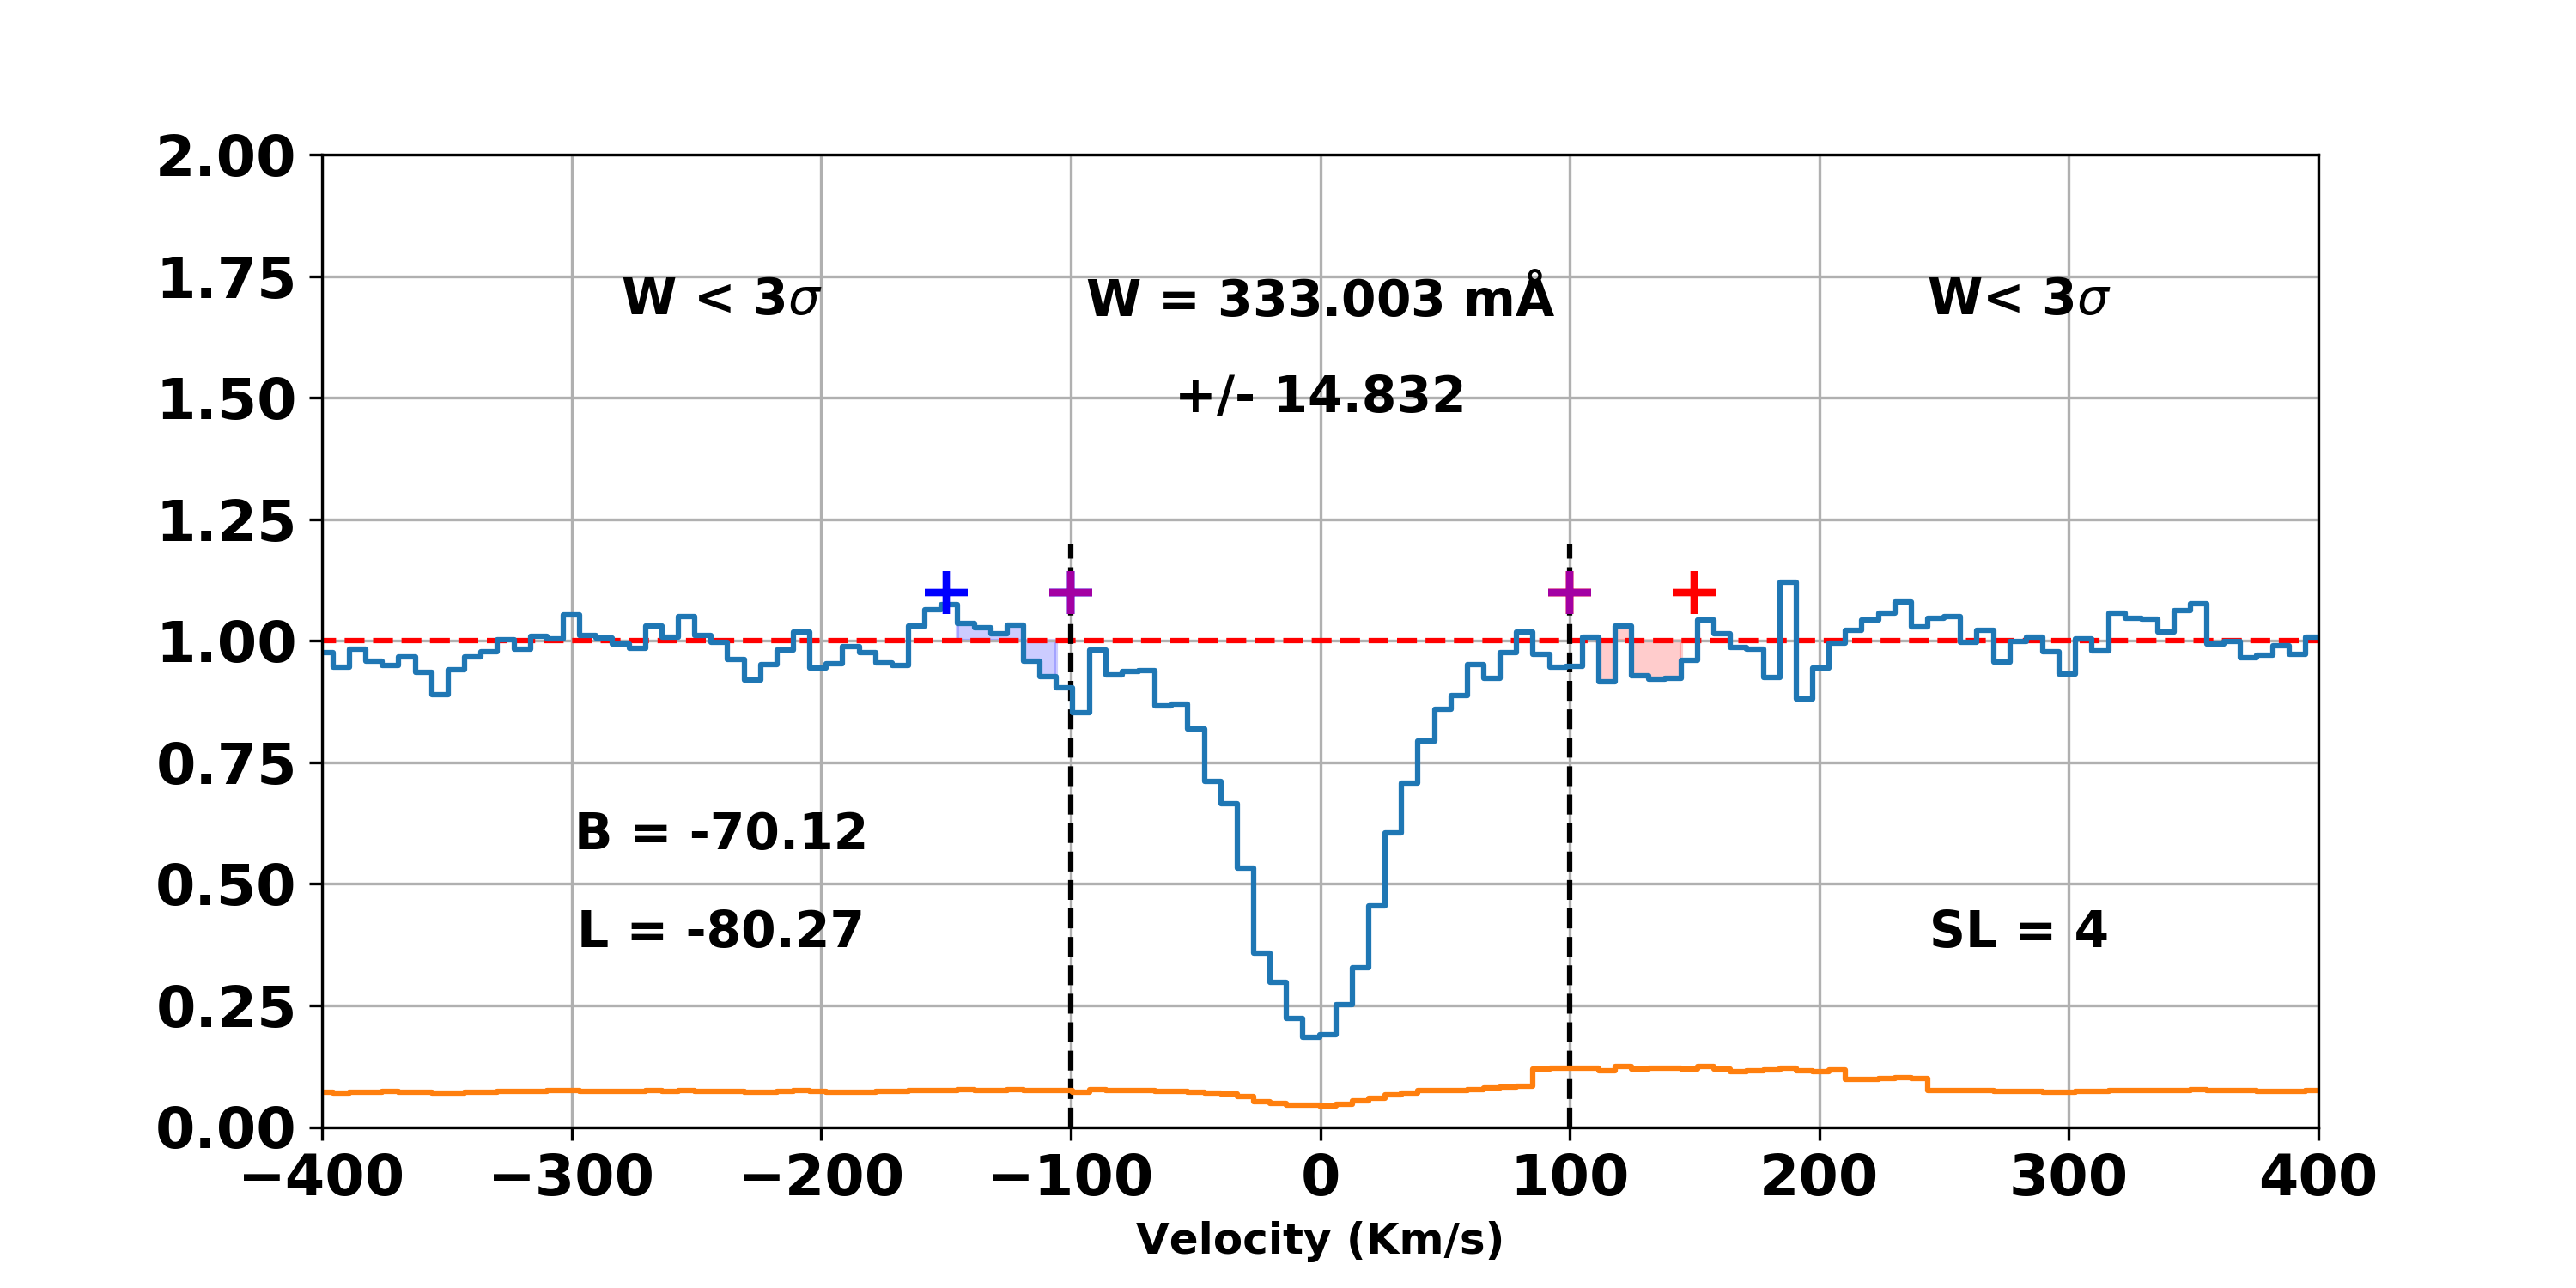 2.00
1.75
1.50
1.25
1.00
0.75
0.50
0.25
0.00
W < 3σ
W = 333.003 mÅ
+/- 14.832
W< 3σ
B = -70.12
L = -80.27
SL = 4
−400 −300 −200 −100 0 100 200 300 400
Velocity (Km/s)